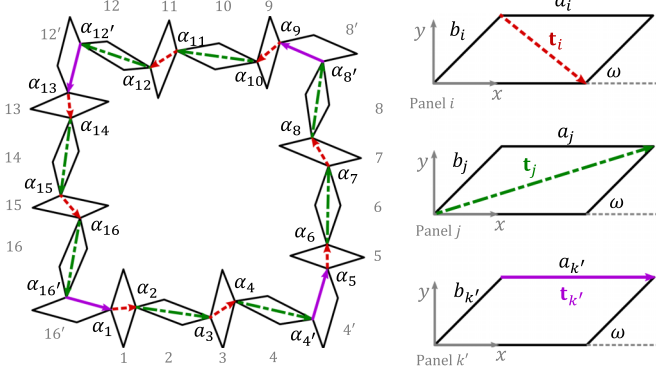 12 11 10 9
12′ α₁₂′ α₁₁ α₉ 8′
α₁₂ α₁₀ α₈′
α₁₃
13 α₁₄ 8
α₈
14 7
α₇
α₁₅
15 6
α₁₆ α₆
16 5
α₁₆′ α₂ α₄ α₅
16′ α₁ α₃ α₄′ 4′
1 2 3 4
aᵢ
y bᵢ tᵢ
ω
x
Panel i
aⱼ
y bⱼ tⱼ
ω
x
Panel j
aₖ′
y bₖ′ tₖ′
ω
x
Panel k′